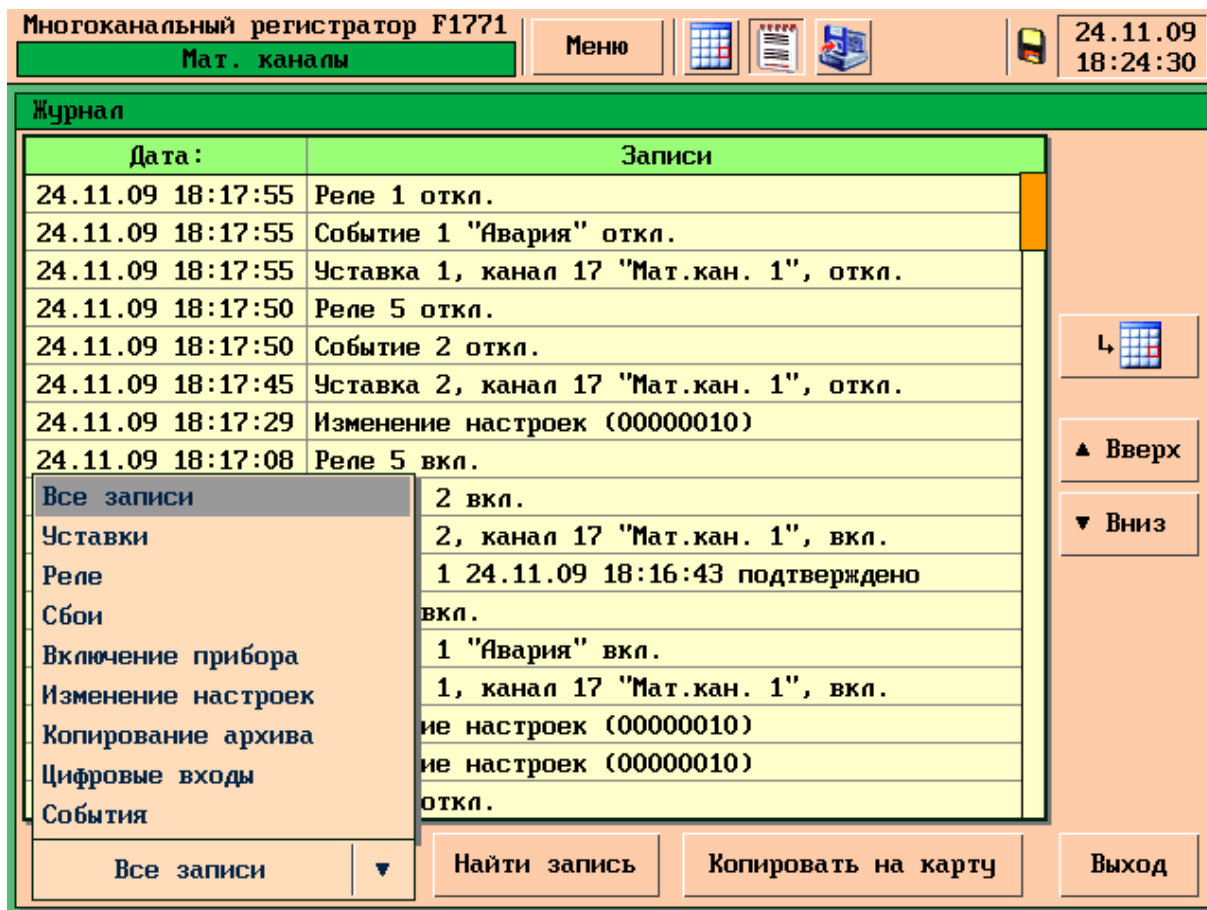 Многоканальный регистратор F1771
Мат. каналы
Меню
24.11.09
18:24:30
Журнал
Дата: Записи
24.11.09 18:17:55 Реле 1 откл.
24.11.09 18:17:55 Событие 1 "Авария" откл.
24.11.09 18:17:55 Уставка 1, канал 17 "Мат.кан. 1", откл.
24.11.09 18:17:50 Реле 5 откл.
24.11.09 18:17:50 Событие 2 откл.
24.11.09 18:17:45 Уставка 2, канал 17 "Мат.кан. 1", откл.
24.11.09 18:17:29 Изменение настроек (00000010)
24.11.09 18:17:08 Реле 5 вкл.
2 вкл.
2, канал 17 "Мат.кан. 1", вкл.
1 24.11.09 18:16:43 подтверждено
вкл.
1 "Авария" вкл.
1, канал 17 "Мат.кан. 1", вкл.
ие настроек (00000010)
ие настроек (00000010)
откл.
Все записи
Уставки
Реле
Сбои
Включение прибора
Изменение настроек
Копирование архива
Цифровые входы
События
▲ Вверх
▼ Вниз
Все записи ▼
Найти запись
Копировать на карту
Выход